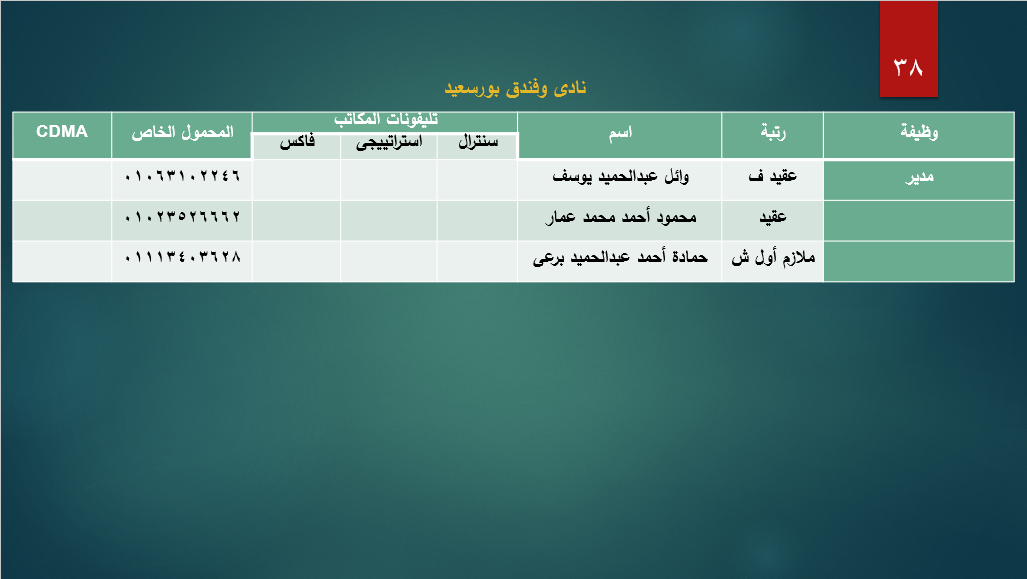 ٣٨
نادى وفندق بورسعيد
وظيفة رتبة اسم تليفونات المكاتب المحمول الخاص CDMA
سنترال استراتييجى فاكس
مدير عقيد ف وائل عبدالحميد يوسف ٠١٠٦٣١٠٢٢٤٦
عقيد محمود أحمد محمد عمار ٠١٠٢٣٥٢٦٦٦٢
ملازم أول ش حمادة أحمد عبدالحميد برعى ٠١١١٣٤٠٣٦٢٨